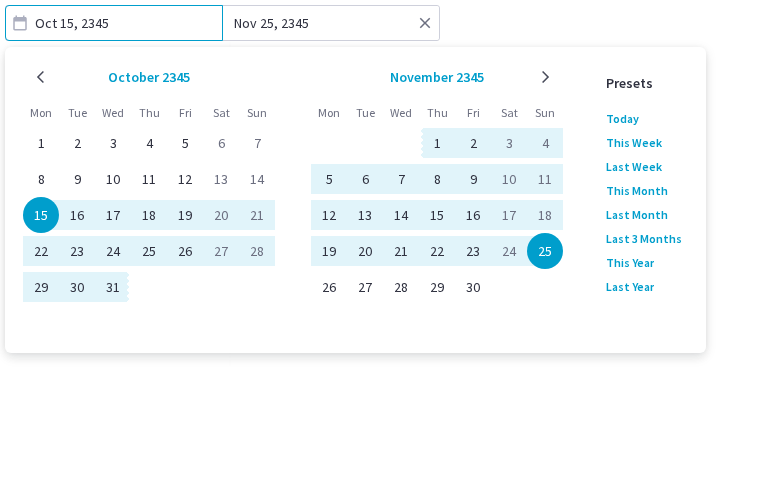 Oct 15, 2345 Nov 25, 2345
October 2345
Mon Tue Wed Thu Fri Sat Sun
1 2 3 4 5 6 7
8 9 10 11 12 13 14
15 16 17 18 19 20 21
22 23 24 25 26 27 28
29 30 31
November 2345
Mon Tue Wed Thu Fri Sat Sun
1 2 3 4
5 6 7 8 9 10 11
12 13 14 15 16 17 18
19 20 21 22 23 24 25
26 27 28 29 30
Presets
Today
This Week
Last Week
This Month
Last Month
Last 3 Months
This Year
Last Year